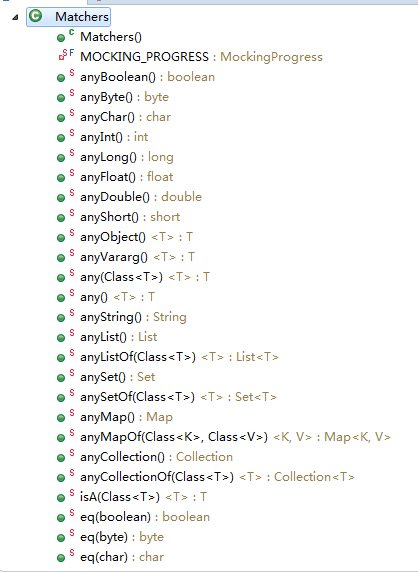 Matchers
Matchers()
MOCKING_PROGRESS : MockingProgress
anyBoolean() : boolean
anyByte() : byte
anyChar() : char
anyInt() : int
anyLong() : long
anyFloat() : float
anyDouble() : double
anyShort() : short
anyObject() <T> : T
anyVararg() <T> : T
any(Class<T>) <T> : T
any() <T> : T
anyString() : String
anyList() : List
anyListOf(Class<T>) <T> : List<T>
anySet() : Set
anySetOf(Class<T>) <T> : Set<T>
anyMap() : Map
anyMapOf(Class<K>, Class<V>) <K, V> : Map<K, V>
anyCollection() : Collection
anyCollectionOf(Class<T>) <T> : Collection<T>
isA(Class<T>) <T> : T
eq(boolean) : boolean
eq(byte) : byte
eq(char) : char